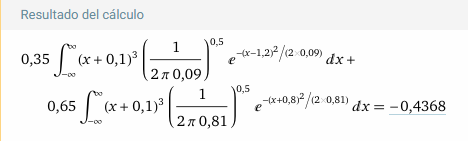 Resultado del cálculo
0,35 ∫_{−∞}^{∞} (x + 0,1)³ (1 / (2 π 0,09))^{0,5} e^{−(x−1,2)²/(2×0,09)} dx +
0,65 ∫_{−∞}^{∞} (x + 0,1)³ (1 / (2 π 0,81))^{0,5} e^{−(x+0,8)²/(2×0,81)} dx = −0,4368